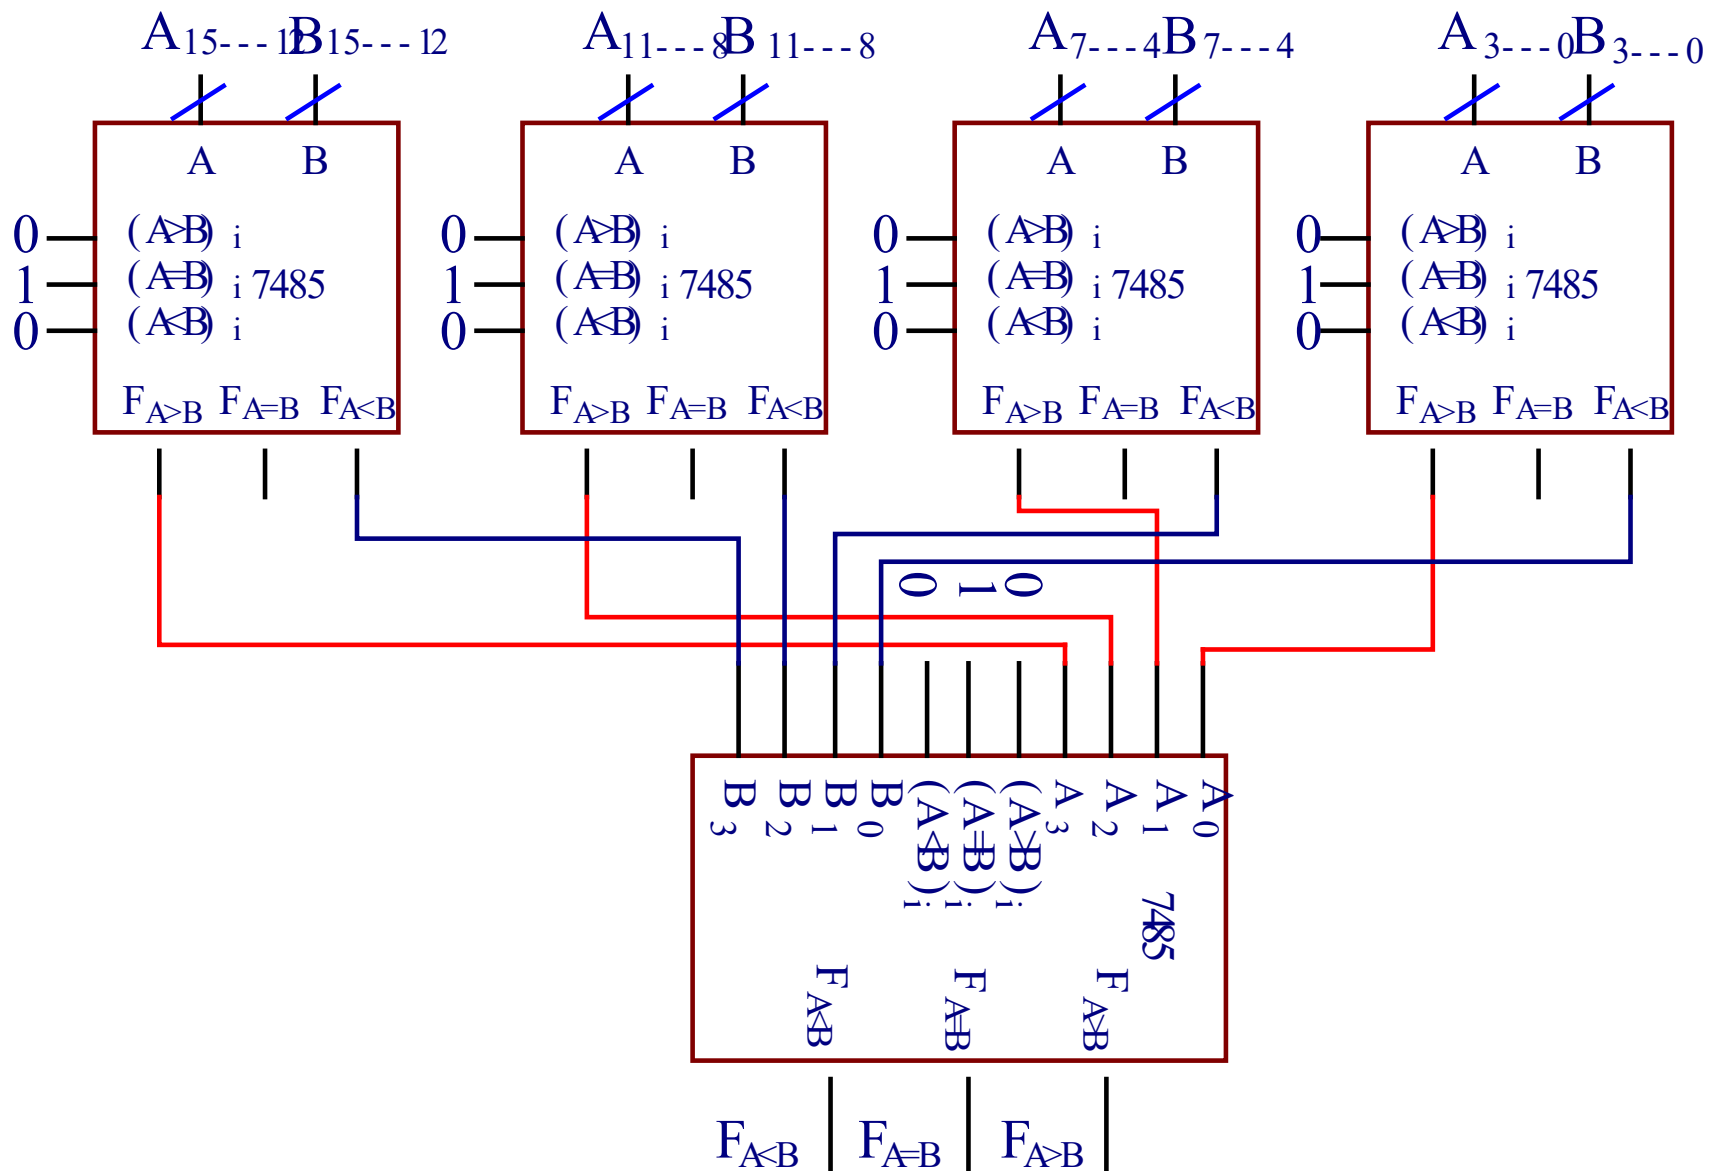 A15---12 B15---12 A11---8 B11---8 A7---4 B7---4 A3---0 B3---0
A B A B A B A B
0 (A>B)i 0 (A>B)i 0 (A>B)i 0 (A>B)i
1 (A=B)i 7485 1 (A=B)i 7485 1 (A=B)i 7485 1 (A=B)i 7485
0 (A<B)i 0 (A<B)i 0 (A<B)i 0 (A<B)i
FA>B FA=B FA<B FA>B FA=B FA<B FA>B FA=B FA<B FA>B FA=B FA<B
0 1 0
B3 B2 B1 B0 (A<B)i (A=B)i (A>B)i A3 A2 A1 A0
7485
FA<B FA=B FA>B
FA<B FA=B FA>B